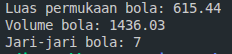 Luas permukaan bola: 615.44
Volume bola: 1436.03
Jari-jari bola: 7